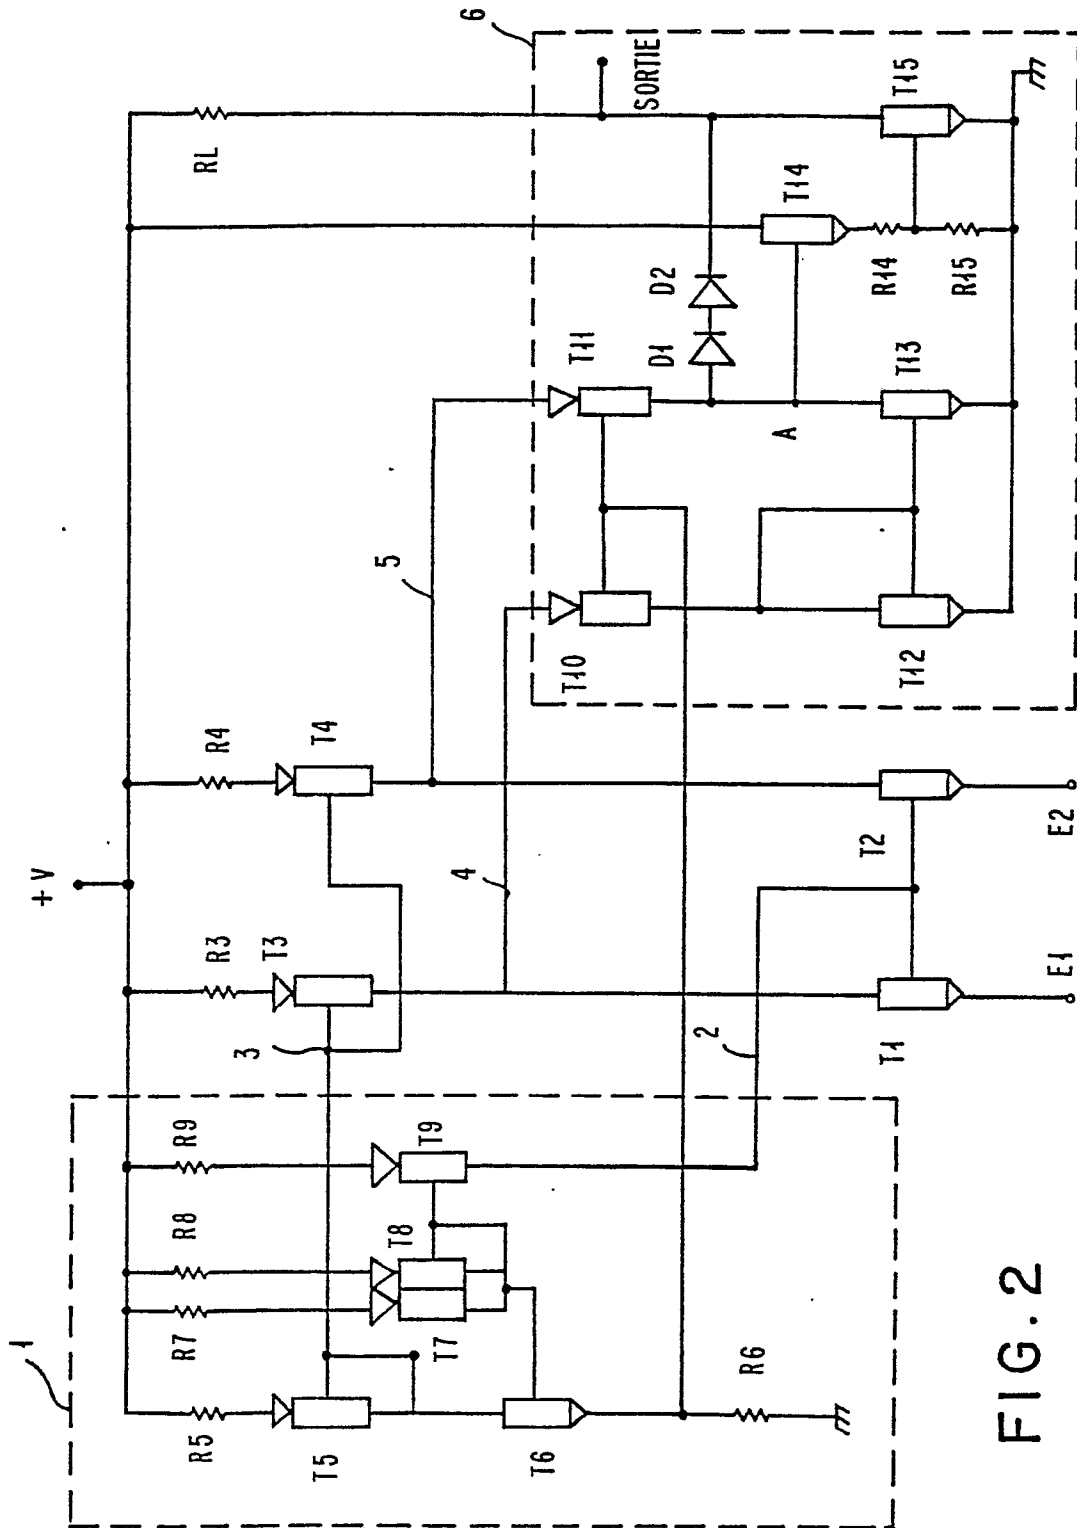 1
R5
R7
R8
R9
T5
T7
T8
T9
T6
R6
3
2
+V
R3
T3
R4
T4
4
5
T1
T2
E1
E2
6
RL
SORTIE
T10
T11
D1
D2
A
T14
R14
R15
T12
T13
T15
FIG. 2